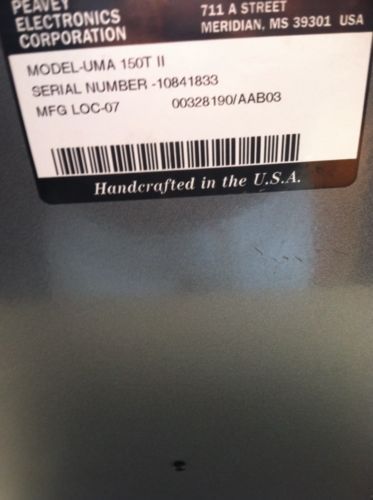 PEAVEY
ELECTRONICS
CORPORATION
711 A STREET
MERIDIAN, MS 39301 USA
MODEL-UMA 150T II
SERIAL NUMBER -10841833
MFG LOC-07 00328190/AAB03
Handcrafted in the U.S.A.